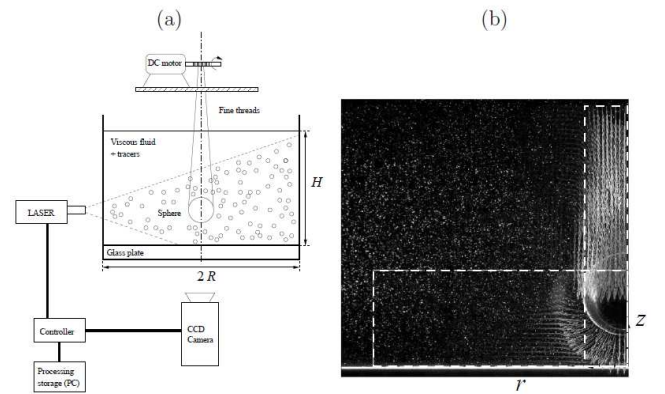 (a)
(b)
DC motor
Fine threads
Viscous fluid
+ tracers
H
LASER
Sphere
Glass plate
2 R
z
Controller
CCD
Camera
r
Processing
storage (PC)